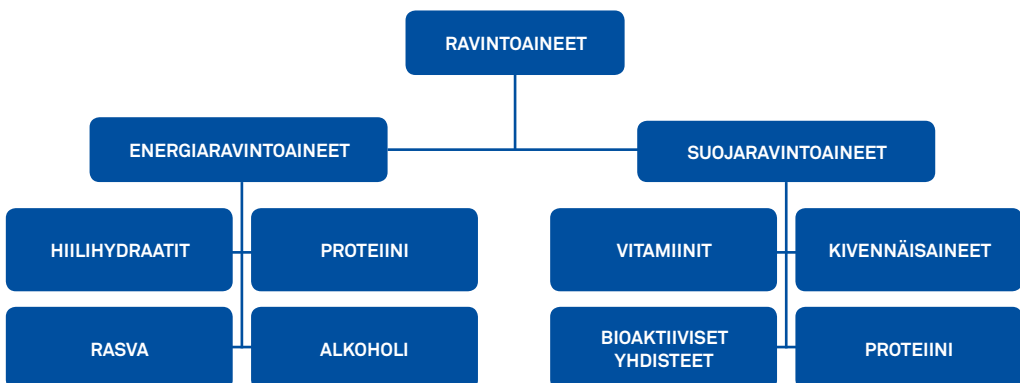 RAVINTOAINEET
ENERGIARAVINTOAINEET
SUOJARAVINTOAINEET
HIILIHYDRAATIT
PROTEIINI
VITAMIINIT
KIVENNÄISAINEET
RASVA
ALKOHOLI
BIOAKTIIVISET
YHDISTEET
PROTEIINI